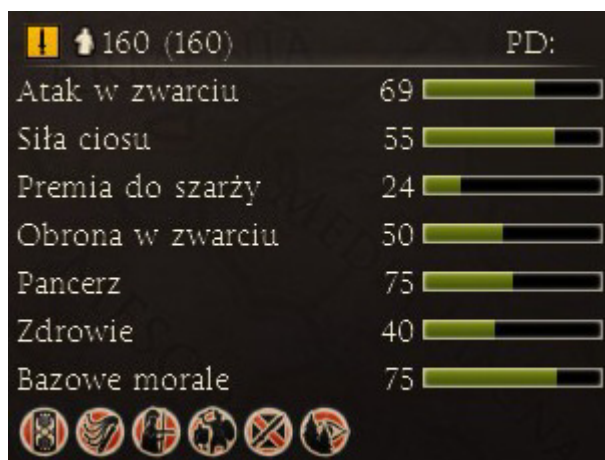 160 (160) PD:
Atak w zwarciu 69
Siła ciosu 55
Premia do szarży 24
Obrona w zwarciu 50
Pancerz 75
Zdrowie 40
Bazowe morale 75